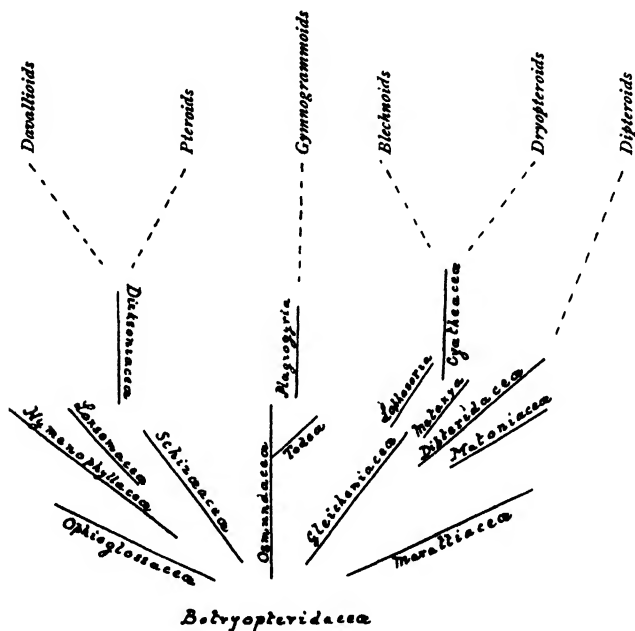 Davallioids
Pteroids
Gymnogrammoids
Blechnoids
Dryopteroids
Dipteroids
Dicksoniaceæ
Plagiogyria
Cyatheaceæ
Lophosoria
Metaxya
Dipteridaceæ
Matoniaceæ
Hymenophyllaceæ
Loxsomaceæ
Schizæaceæ
Osmundaceæ
Todea
Gleicheniaceæ
Ophioglossaceæ
Marattiaceæ
Botryopteridaceæ